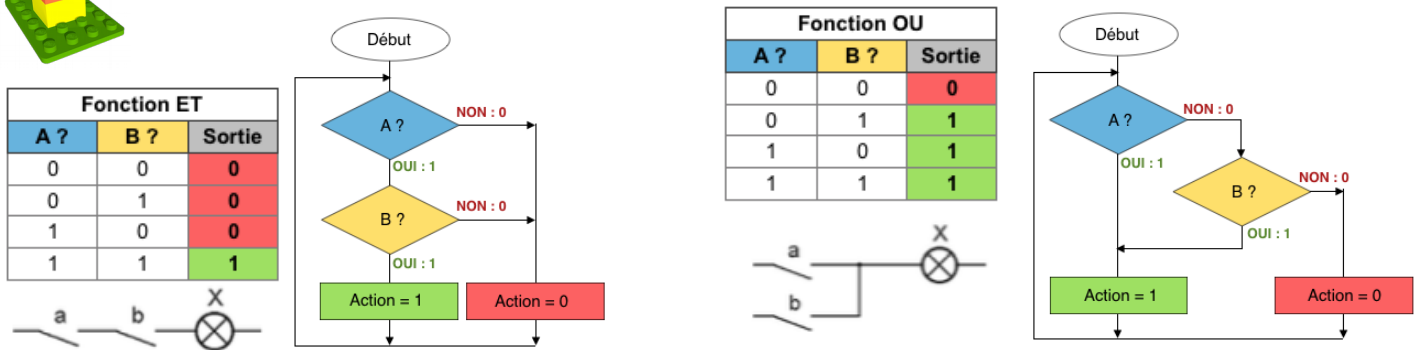 Fonction ET
A ? B ? Sortie
0 0 0
0 1 0
1 0 0
1 1 1
a b X
Début
A ?
NON : 0
OUI : 1
B ?
NON : 0
OUI : 1
Action = 1 Action = 0
Fonction OU
A ? B ? Sortie
0 0 0
0 1 1
1 0 1
1 1 1
a X
b
Début
A ?
NON : 0
OUI : 1
B ?
NON : 0
OUI : 1
Action = 1 Action = 0